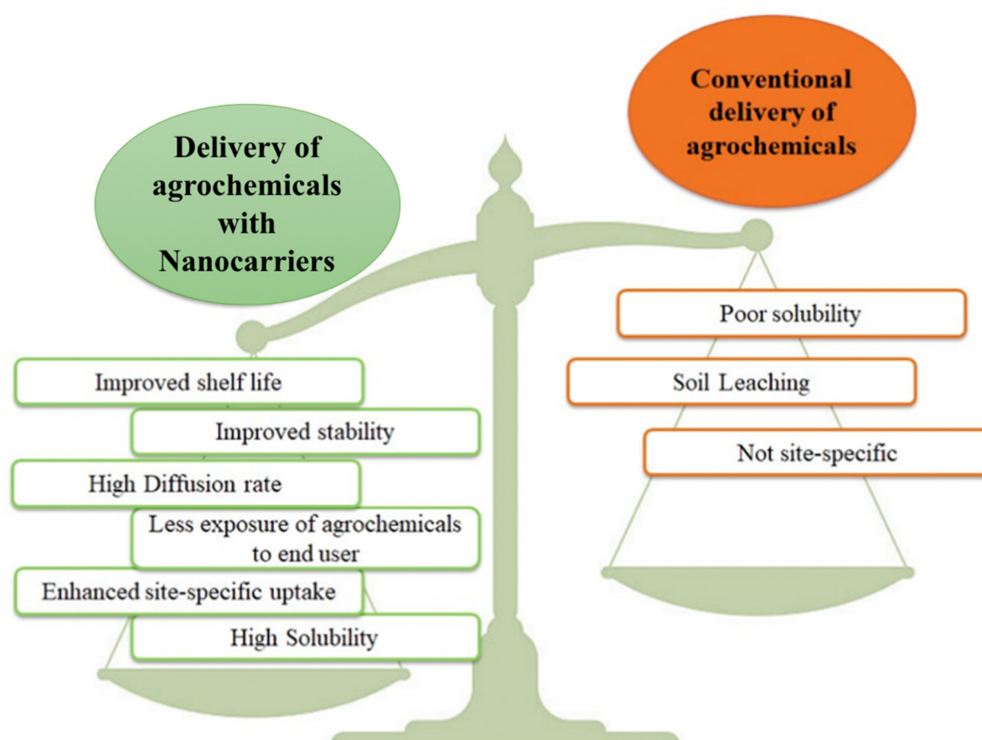 Delivery of
agrochemicals
with
Nanocarriers
Improved shelf life
Improved stability
High Diffusion rate
Less exposure of agrochemicals
to end user
Enhanced site-specific uptake
High Solubility
Conventional
delivery of
agrochemicals
Poor solubility
Soil Leaching
Not site-specific